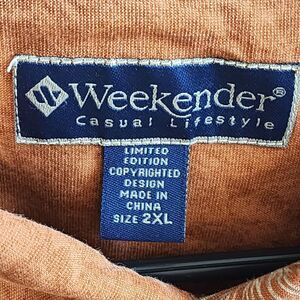 Weekender®
Casual Lifestyle
LIMITED
EDITION
COPYRIGHTED
DESIGN
MADE IN
CHINA
SIZE 2XL